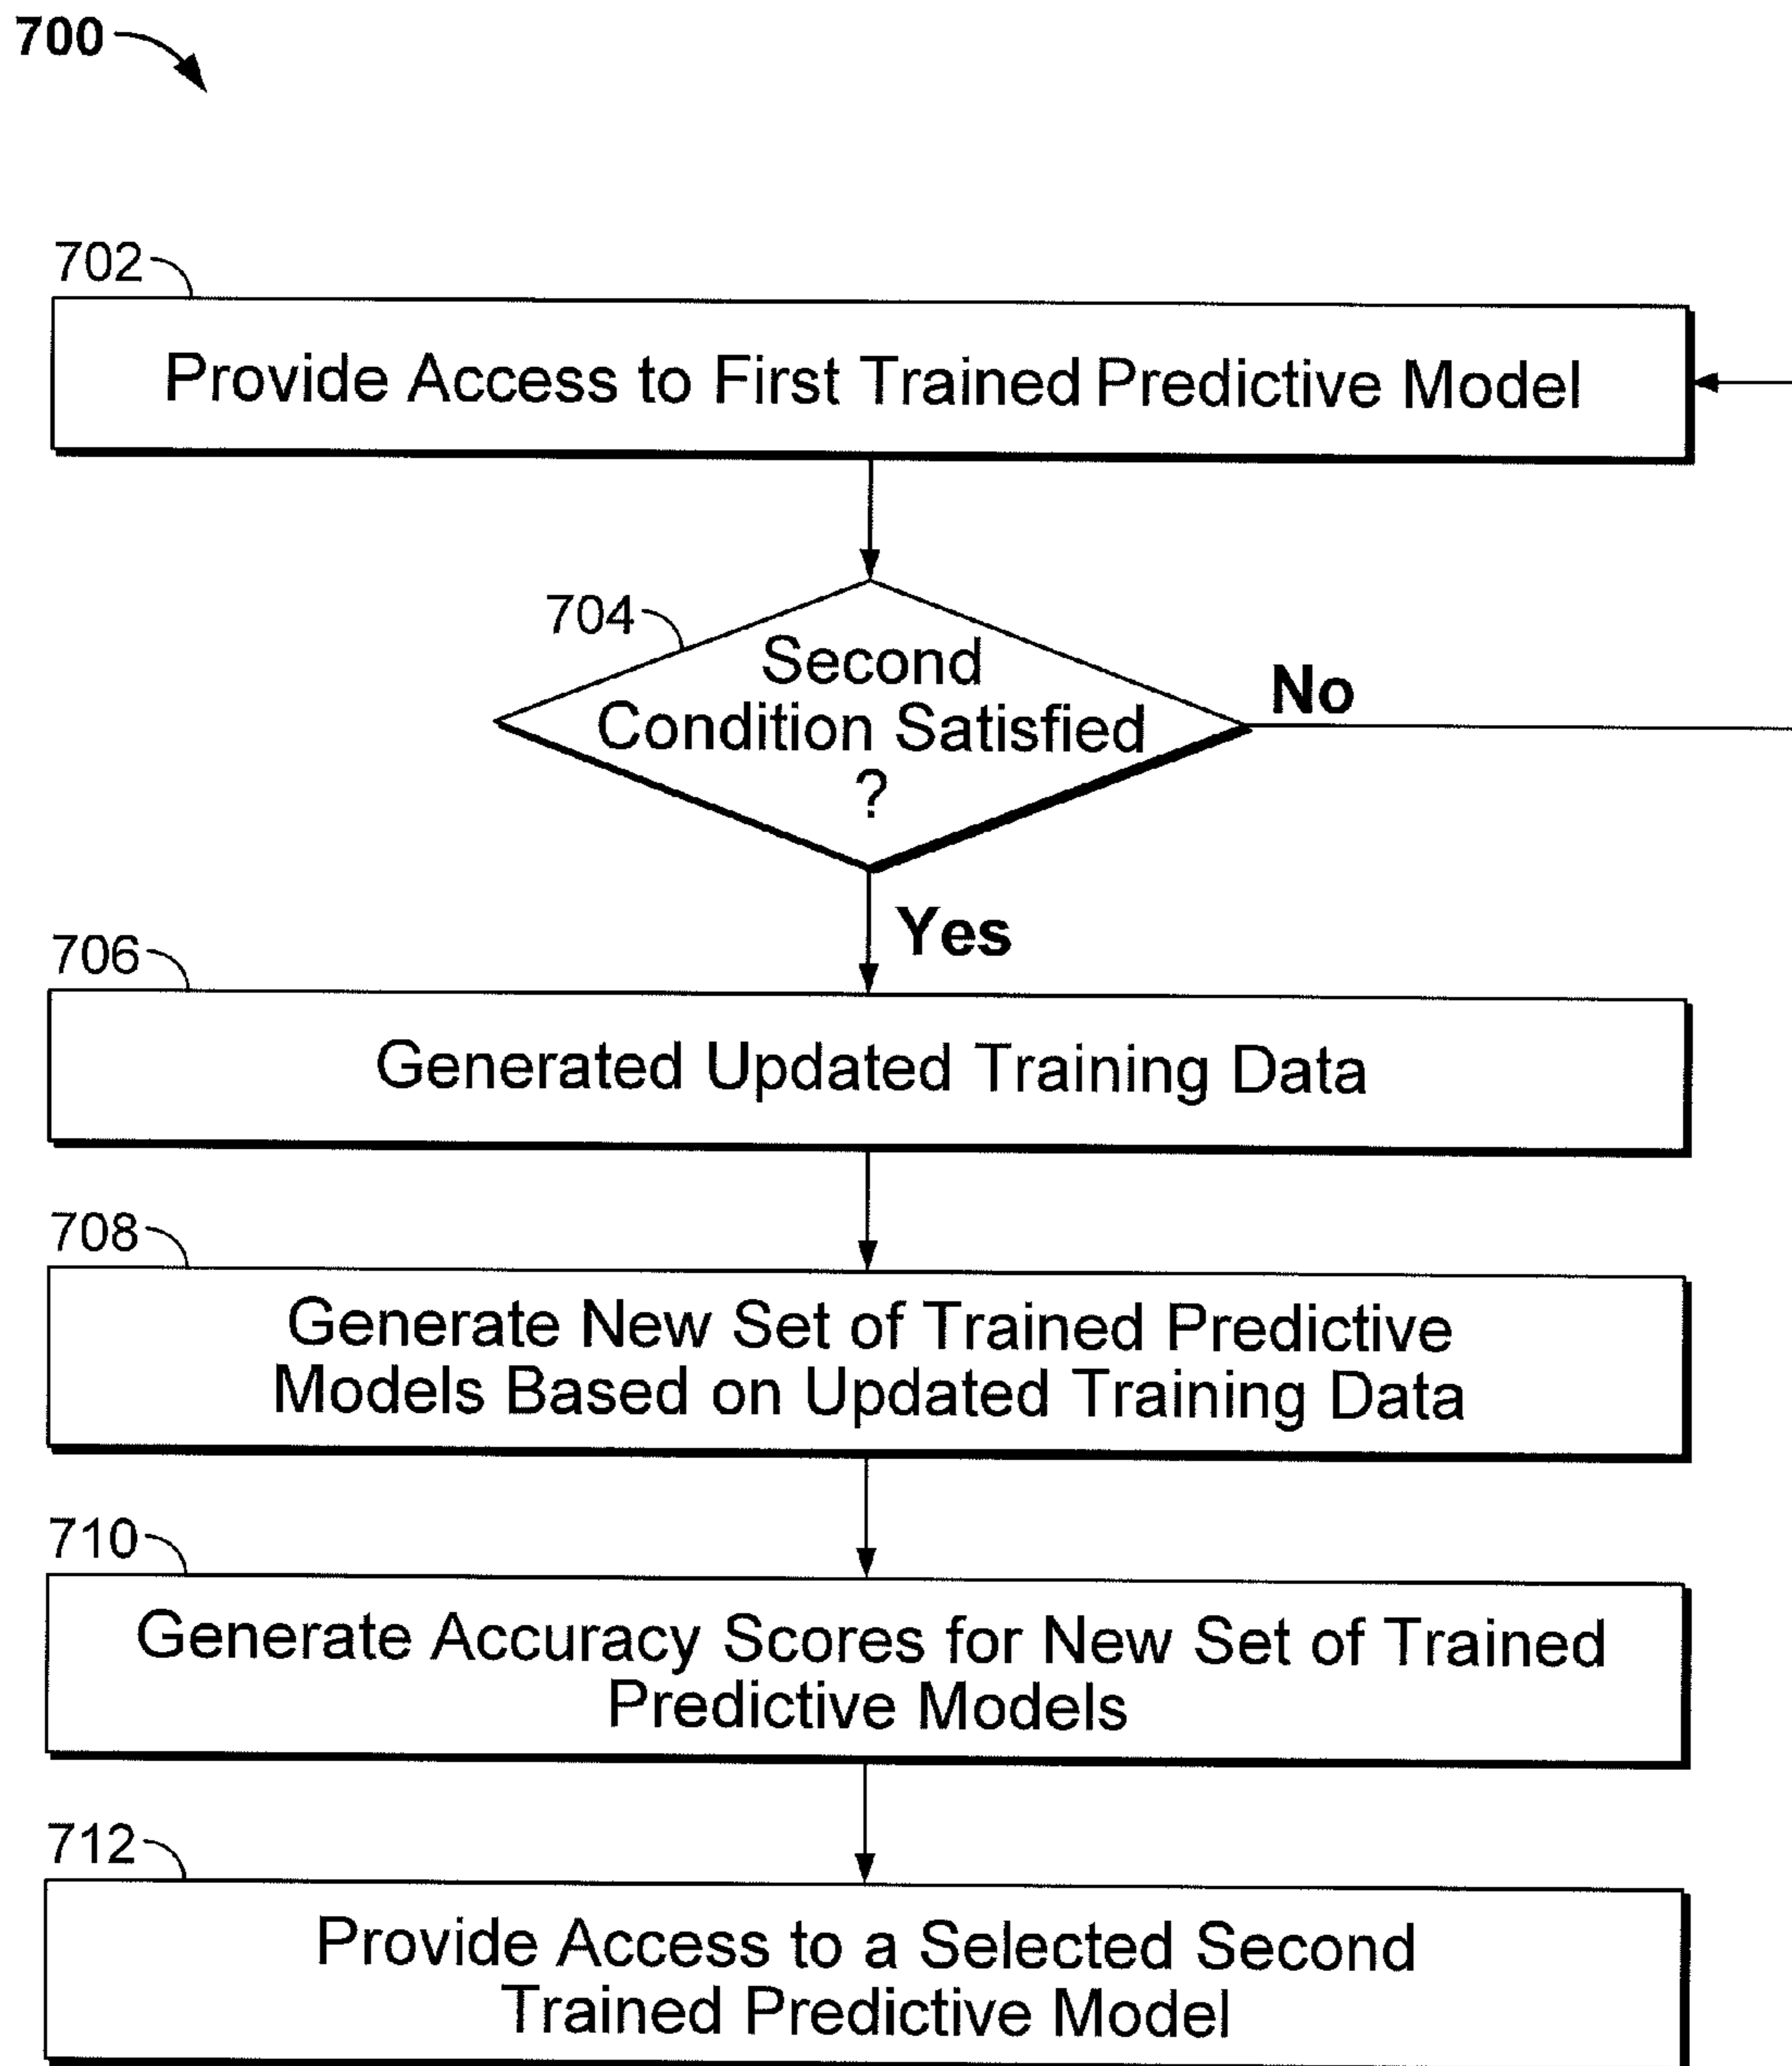 700
702
Provide Access to First Trained Predictive Model
704
Second
Condition Satisfied
?
No
Yes
706
Generated Updated Training Data
708
Generate New Set of Trained Predictive
Models Based on Updated Training Data
710
Generate Accuracy Scores for New Set of Trained
Predictive Models
712
Provide Access to a Selected Second
Trained Predictive Model